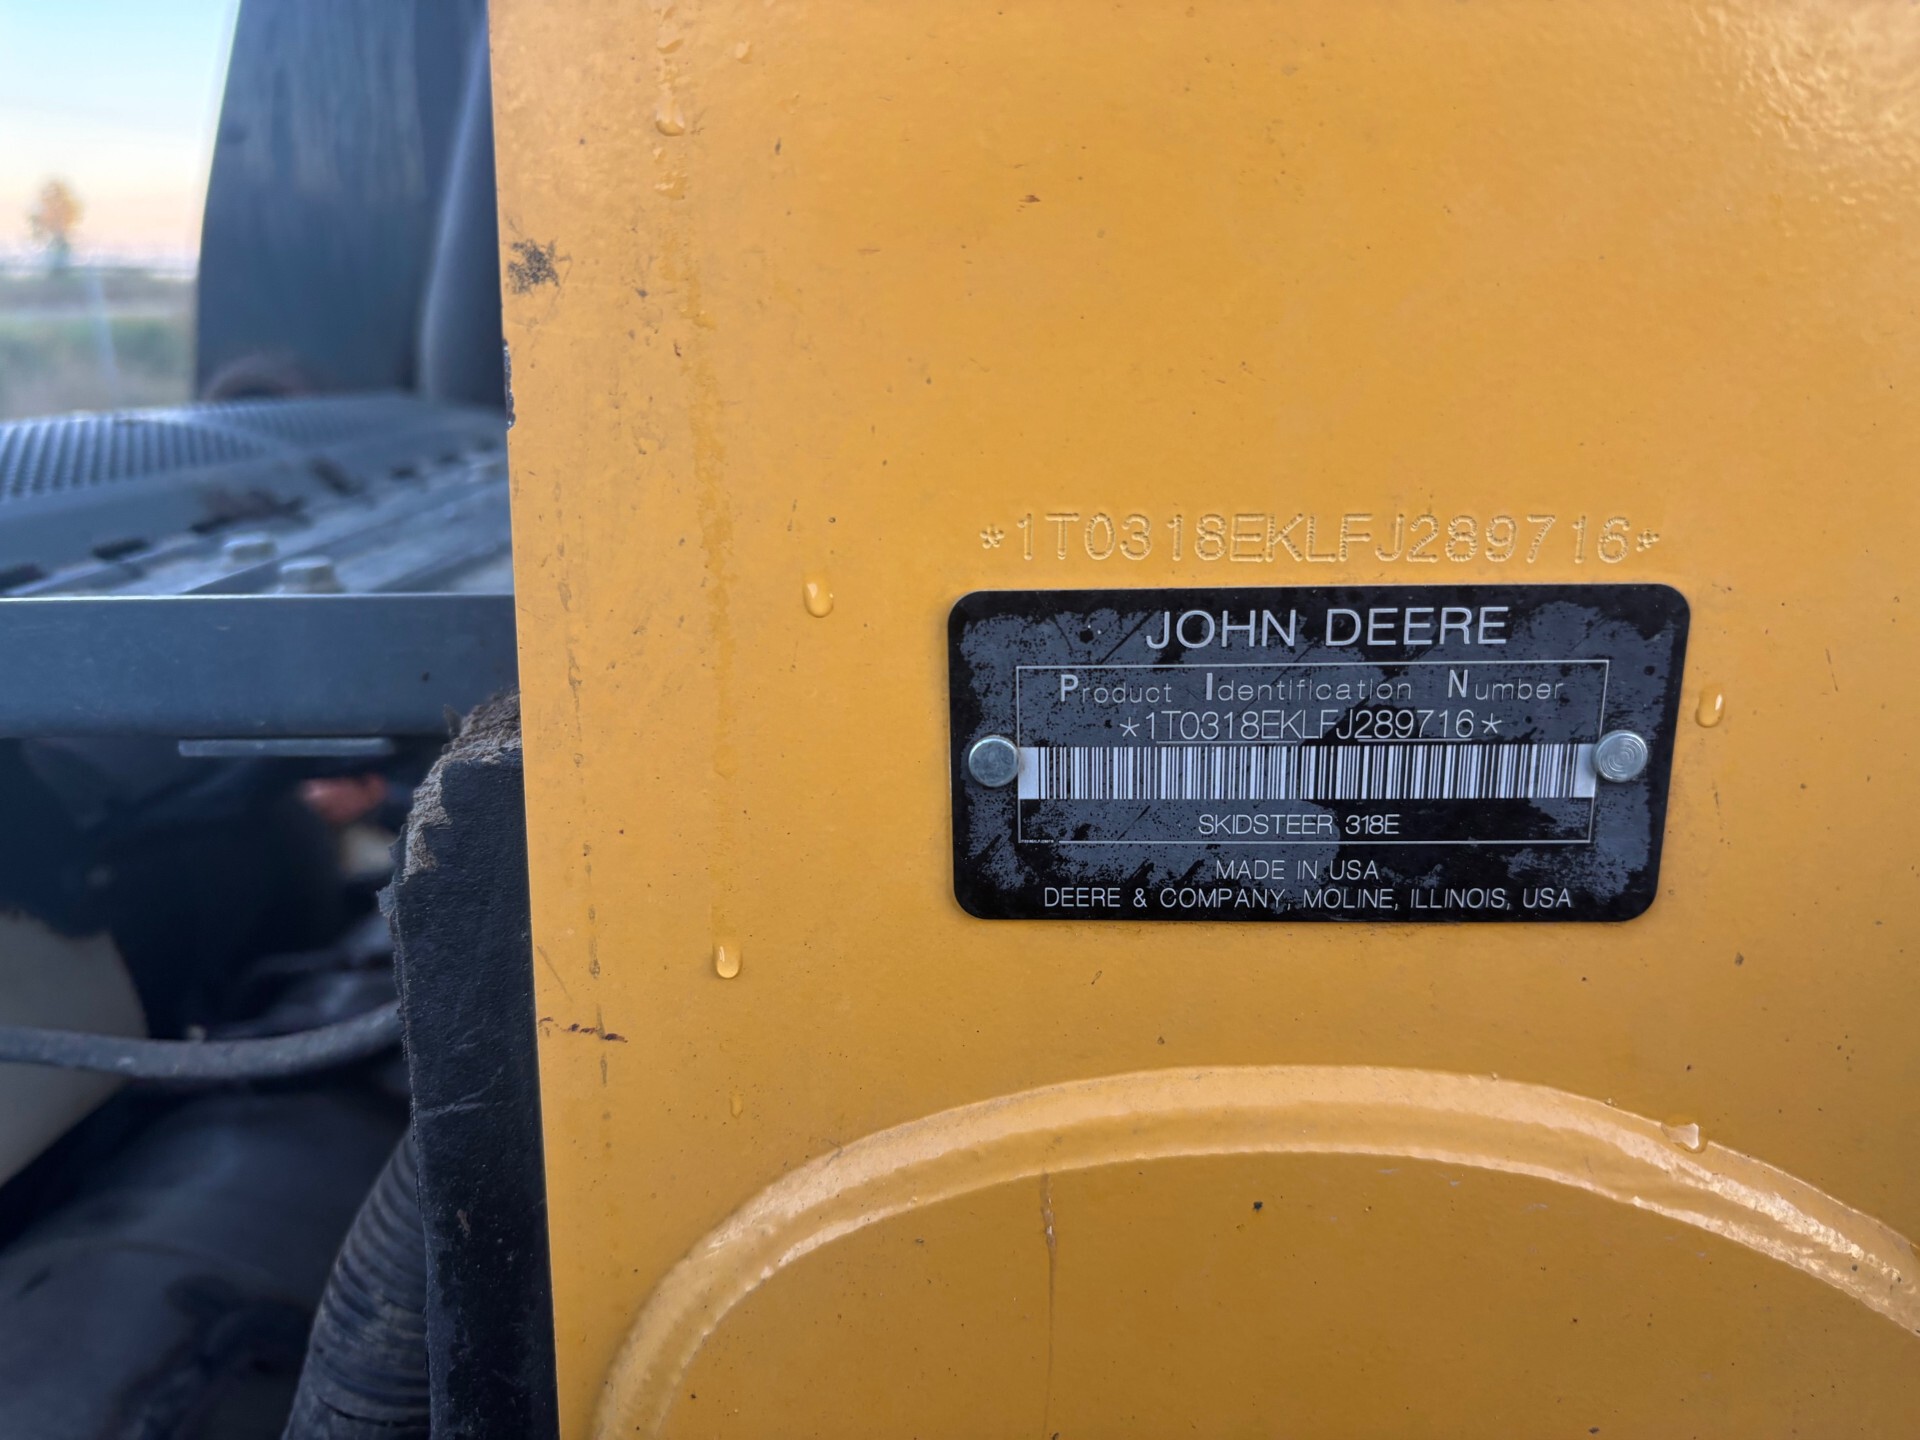 *1T0318EKLFJ289716*
JOHN DEERE
Product Identification Number
*1T0318EKLFJ289716*
SKIDSTEER 318E
MADE IN USA
DEERE & COMPANY, MOLINE, ILLINOIS, USA